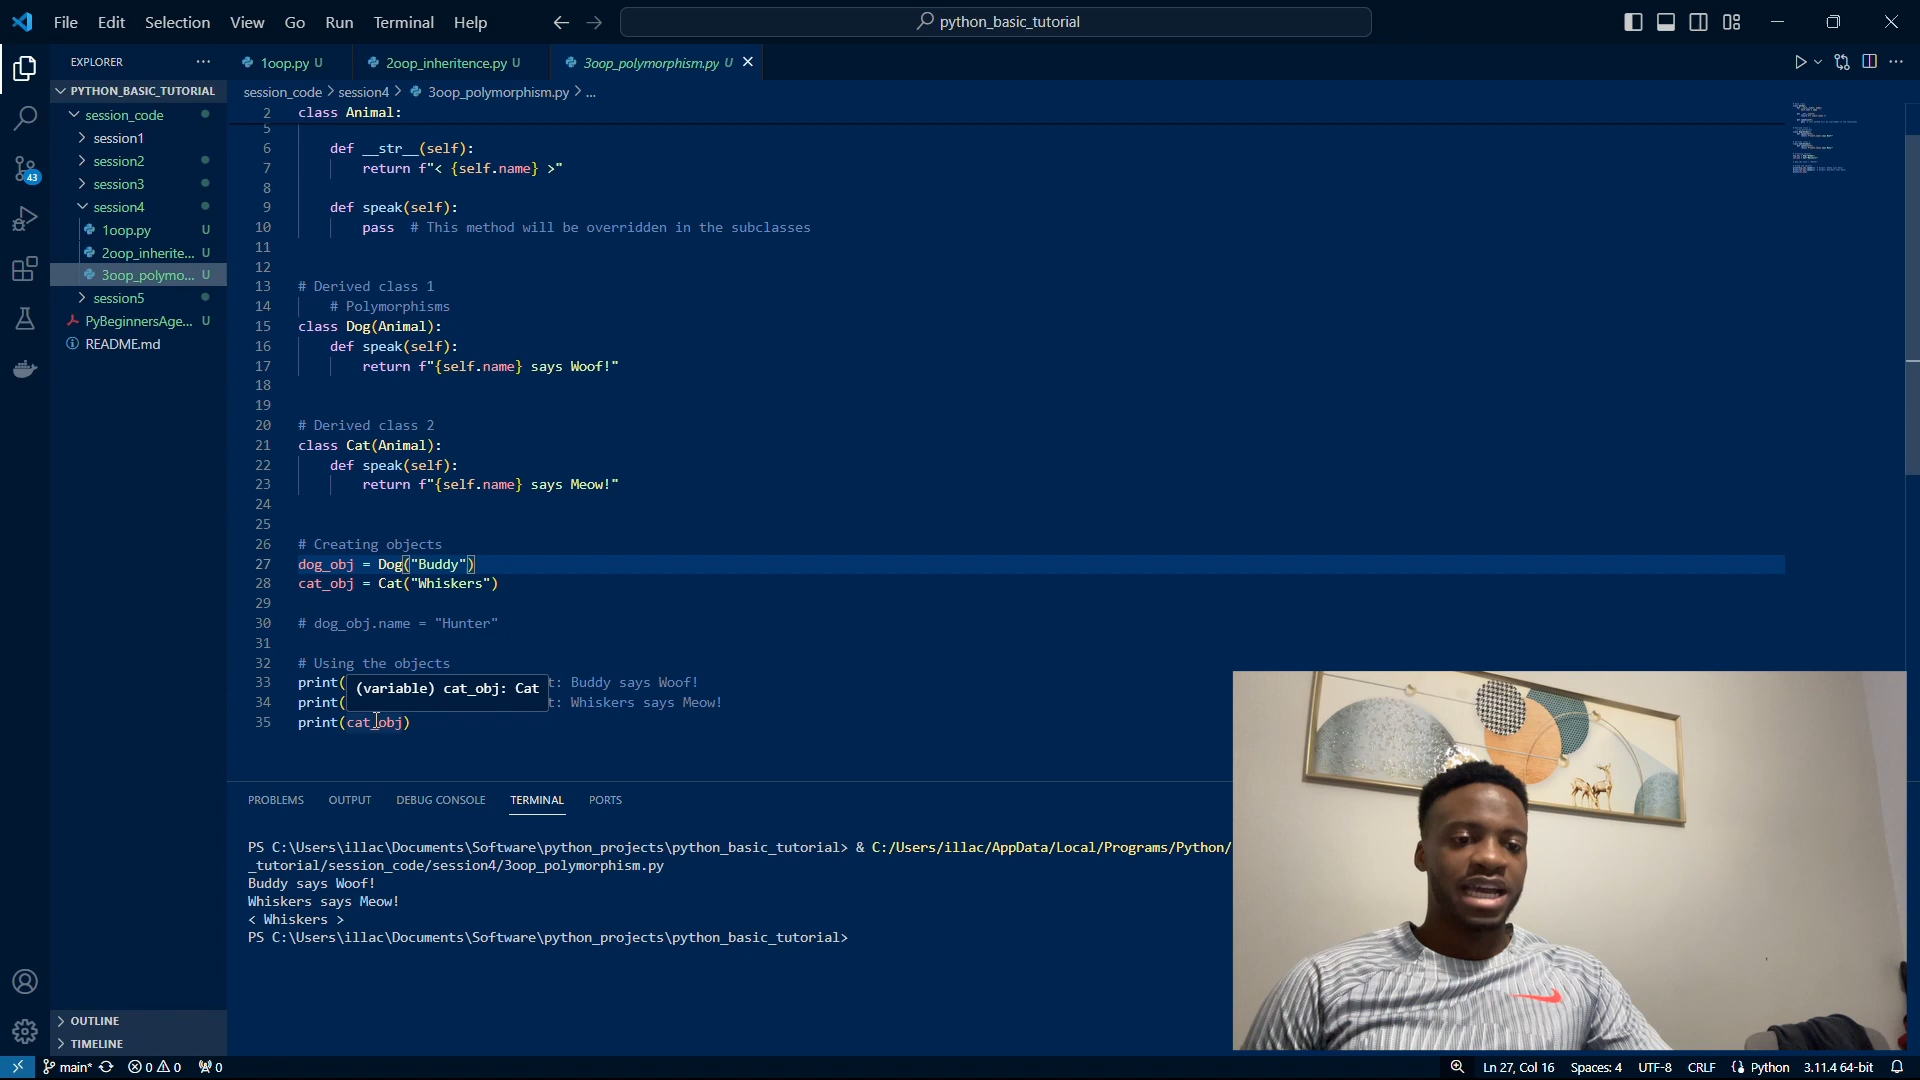 File Edit Selection View Go Run Terminal Help
python_basic_tutorial
EXPLORER
1oop.py U
2oop_inheritence.py U
3oop_polymorphism.py U
PYTHON_BASIC_TUTORIAL
session_code
session1
session2
session3
session4
1oop.py U
2oop_inherite... U
3oop_polymo... U
session5
PyBeginnersAge... U
README.md
43
OUTLINE
TIMELINE
session_code > session4 > 3oop_polymorphism.py > ...
2 class Animal:
5
6 def __str__(self):
7 return f"< {self.name} >"
8
9 def speak(self):
10 pass # This method will be overridden in the subclasses
11
12
13 # Derived class 1
14 # Polymorphisms
15 class Dog(Animal):
16 def speak(self):
17 return f"{self.name} says Woof!"
18
19
20 # Derived class 2
21 class Cat(Animal):
22 def speak(self):
23 return f"{self.name} says Meow!"
24
25
26 # Creating objects
27 dog_obj = Dog("Buddy")
28 cat_obj = Cat("Whiskers")
29
30 # dog_obj.name = "Hunter"
31
32 # Using the objects
33 print( t: Buddy says Woof!
(variable) cat_obj: Cat
34 print( t: Whiskers says Meow!
35 print(cat_obj)
PROBLEMS OUTPUT DEBUG CONSOLE TERMINAL PORTS
PS C:\Users\illac\Documents\Software\python_projects\python_basic_tutorial> & C:/Users/illac/AppData/Local/Programs/Python/
_tutorial/session_code/session4/3oop_polymorphism.py
Buddy says Woof!
Whiskers says Meow!
< Whiskers >
PS C:\Users\illac\Documents\Software\python_projects\python_basic_tutorial>
main* 0 0 0
Ln 27, Col 16 Spaces: 4 UTF-8 CRLF Python 3.11.4 64-bit